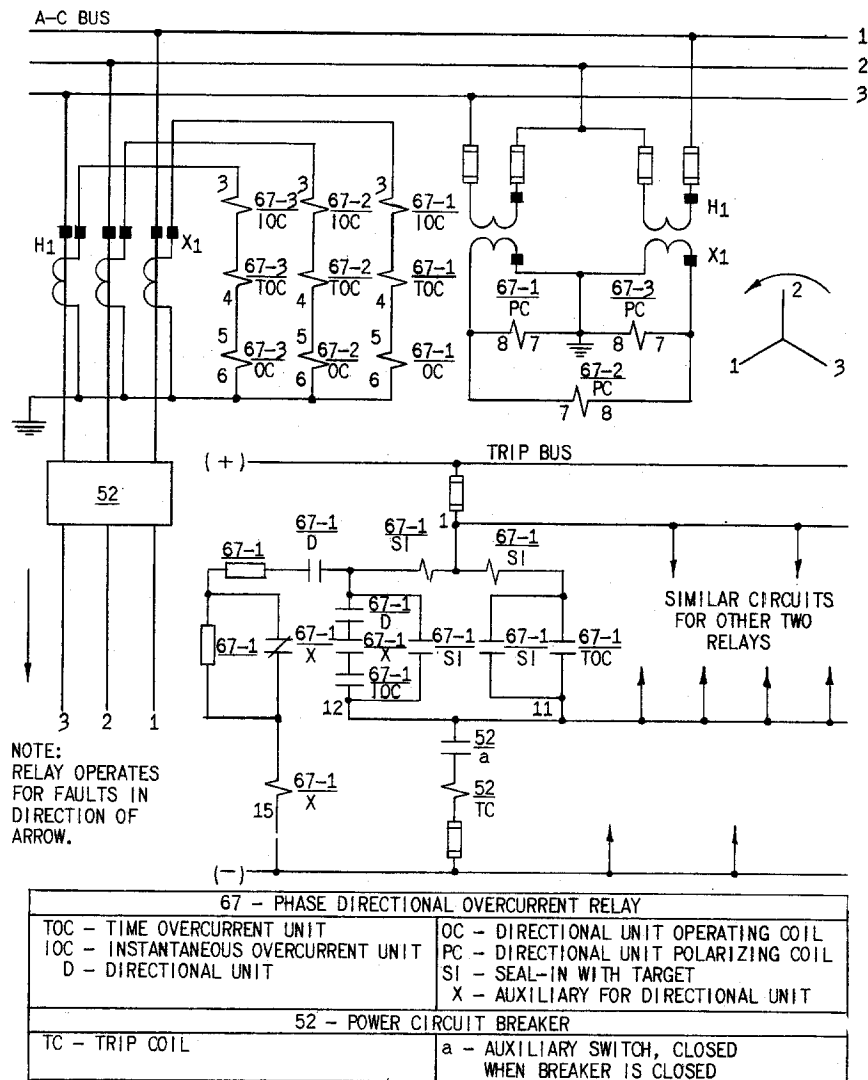 A-C BUS
1
2
3
3 67-3 IOC
3 67-2 IOC
3 67-1 IOC
H1
H1
X1
X1
67-3 TOC
67-2 TOC
67-1 TOC
4
4
4
67-1 PC
67-3 PC
2
1
3
5
5
5
67-3 OC
67-2 OC
67-1 OC
6
6
6
8 7
8 7
67-2 PC
7 8
(+)
TRIP BUS
52
67-1 D
67-1 SI
1
67-1 SI
67-1
SIMILAR CIRCUITS
FOR OTHER TWO
RELAYS
67-1 D
67-1
67-1 X
67-1 X
67-1 SI
67-1 SI
67-1 TOC
67-1 IOC
12
11
3 2 1
52 a
NOTE:
RELAY OPERATES
FOR FAULTS IN
DIRECTION OF
ARROW.
67-1 X
15
52 TC
(-)
67 - PHASE DIRECTIONAL OVERCURRENT RELAY
TOC - TIME OVERCURRENT UNIT
IOC - INSTANTANEOUS OVERCURRENT UNIT
D - DIRECTIONAL UNIT
OC - DIRECTIONAL UNIT OPERATING COIL
PC - DIRECTIONAL UNIT POLARIZING COIL
SI - SEAL-IN WITH TARGET
X - AUXILIARY FOR DIRECTIONAL UNIT
52 - POWER CIRCUIT BREAKER
TC - TRIP COIL
a - AUXILIARY SWITCH, CLOSED
WHEN BREAKER IS CLOSED